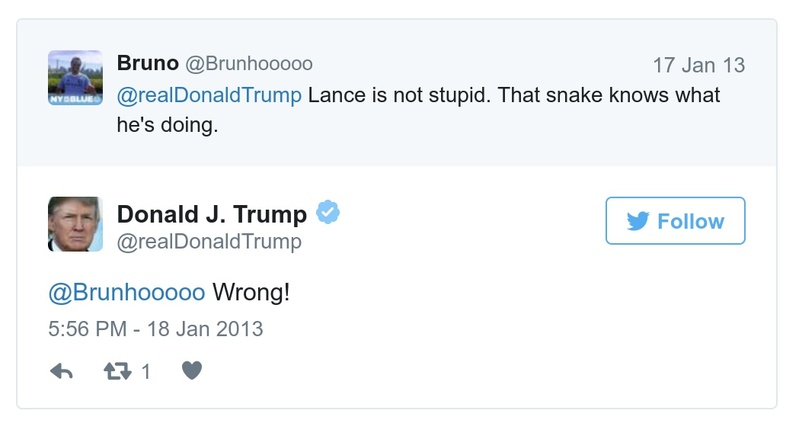 Bruno @Brunhooooo 17 Jan 13
@realDonaldTrump Lance is not stupid. That snake knows what
he's doing.
NY BLUE
Donald J. Trump
@realDonaldTrump
Follow
@Brunhooooo Wrong!
5:56 PM - 18 Jan 2013
1